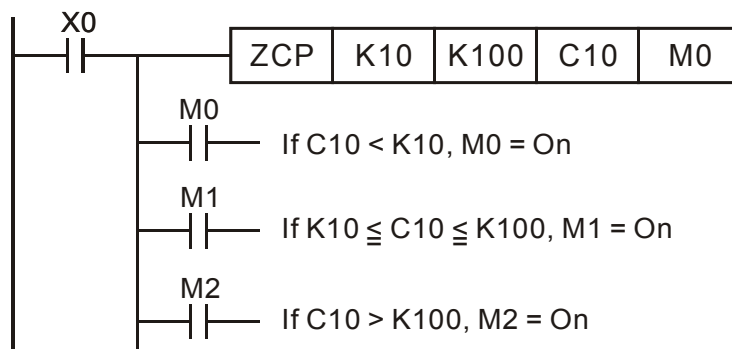 X0
ZCP K10 K100 C10 M0
M0
If C10 < K10, M0 = On
M1
If K10 ≦ C10 ≦ K100, M1 = On
M2
If C10 > K100, M2 = On